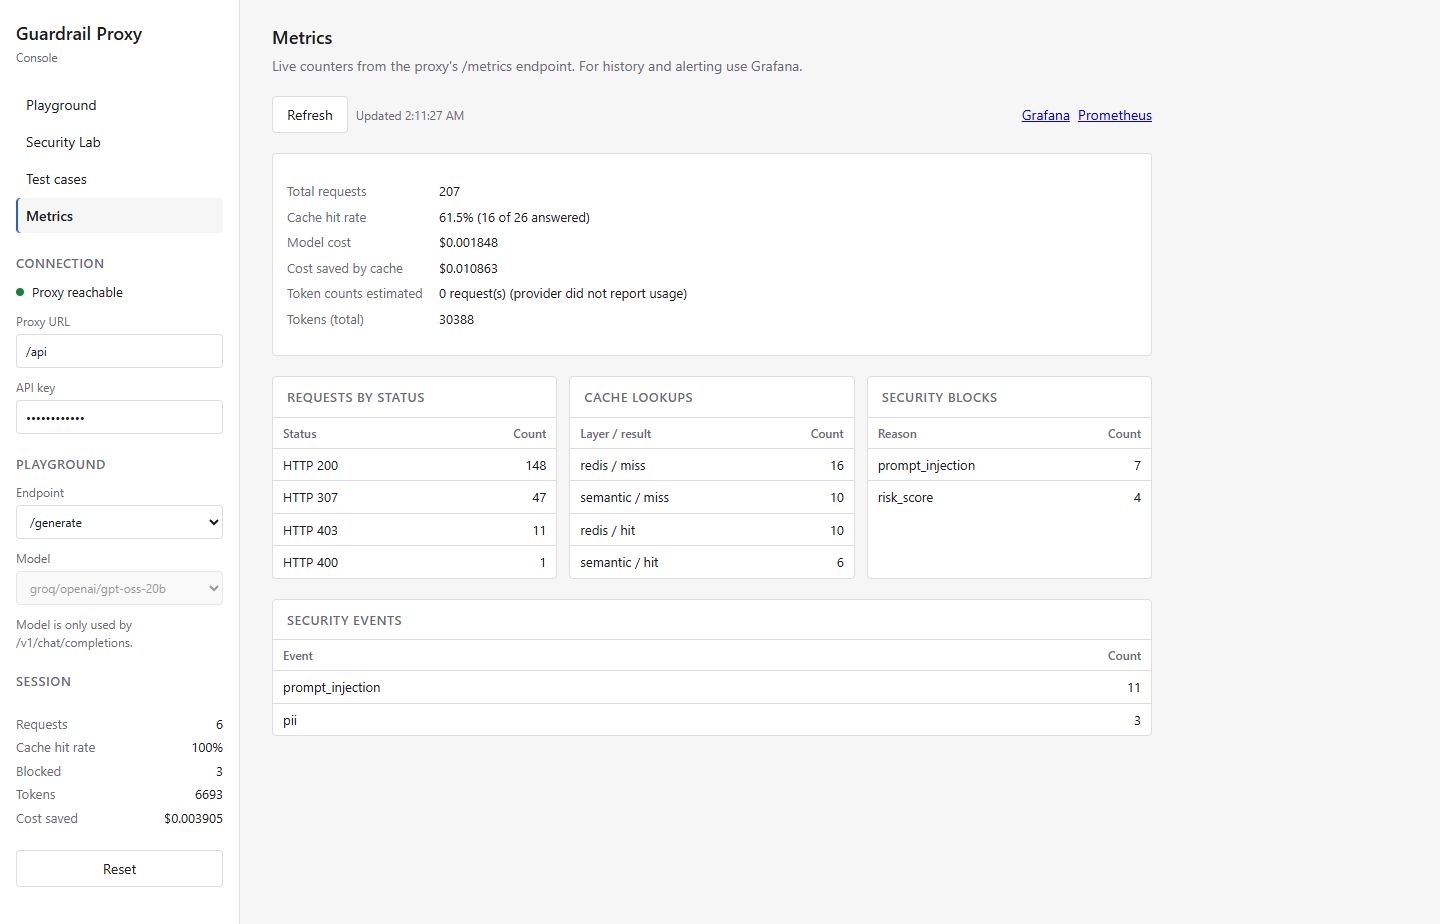 Guardrail Proxy
Console
Playground
Security Lab
Test cases
Metrics
CONNECTION
Proxy reachable
Proxy URL
/api
API key
••••••••••••
PLAYGROUND
Endpoint
/generate
Model
groq/openai/gpt-oss-20b
Model is only used by
/v1/chat/completions.
SESSION
Requests 6
Cache hit rate 100%
Blocked 3
Tokens 6693
Cost saved $0.003905
Reset
Metrics
Live counters from the proxy's /metrics endpoint. For history and alerting use Grafana.
Refresh Updated 2:11:27 AM Grafana Prometheus
Total requests 207
Cache hit rate 61.5% (16 of 26 answered)
Model cost $0.001848
Cost saved by cache $0.010863
Token counts estimated 0 request(s) (provider did not report usage)
Tokens (total) 30388
REQUESTS BY STATUS
Status Count
HTTP 200 148
HTTP 307 47
HTTP 403 11
HTTP 400 1
CACHE LOOKUPS
Layer / result Count
redis / miss 16
semantic / miss 10
redis / hit 10
semantic / hit 6
SECURITY BLOCKS
Reason Count
prompt_injection 7
risk_score 4
SECURITY EVENTS
Event Count
prompt_injection 11
pii 3